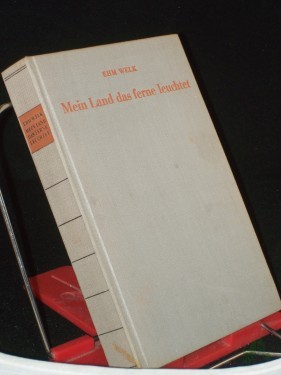 EHM WELK
Mein Land das ferne leuchtet